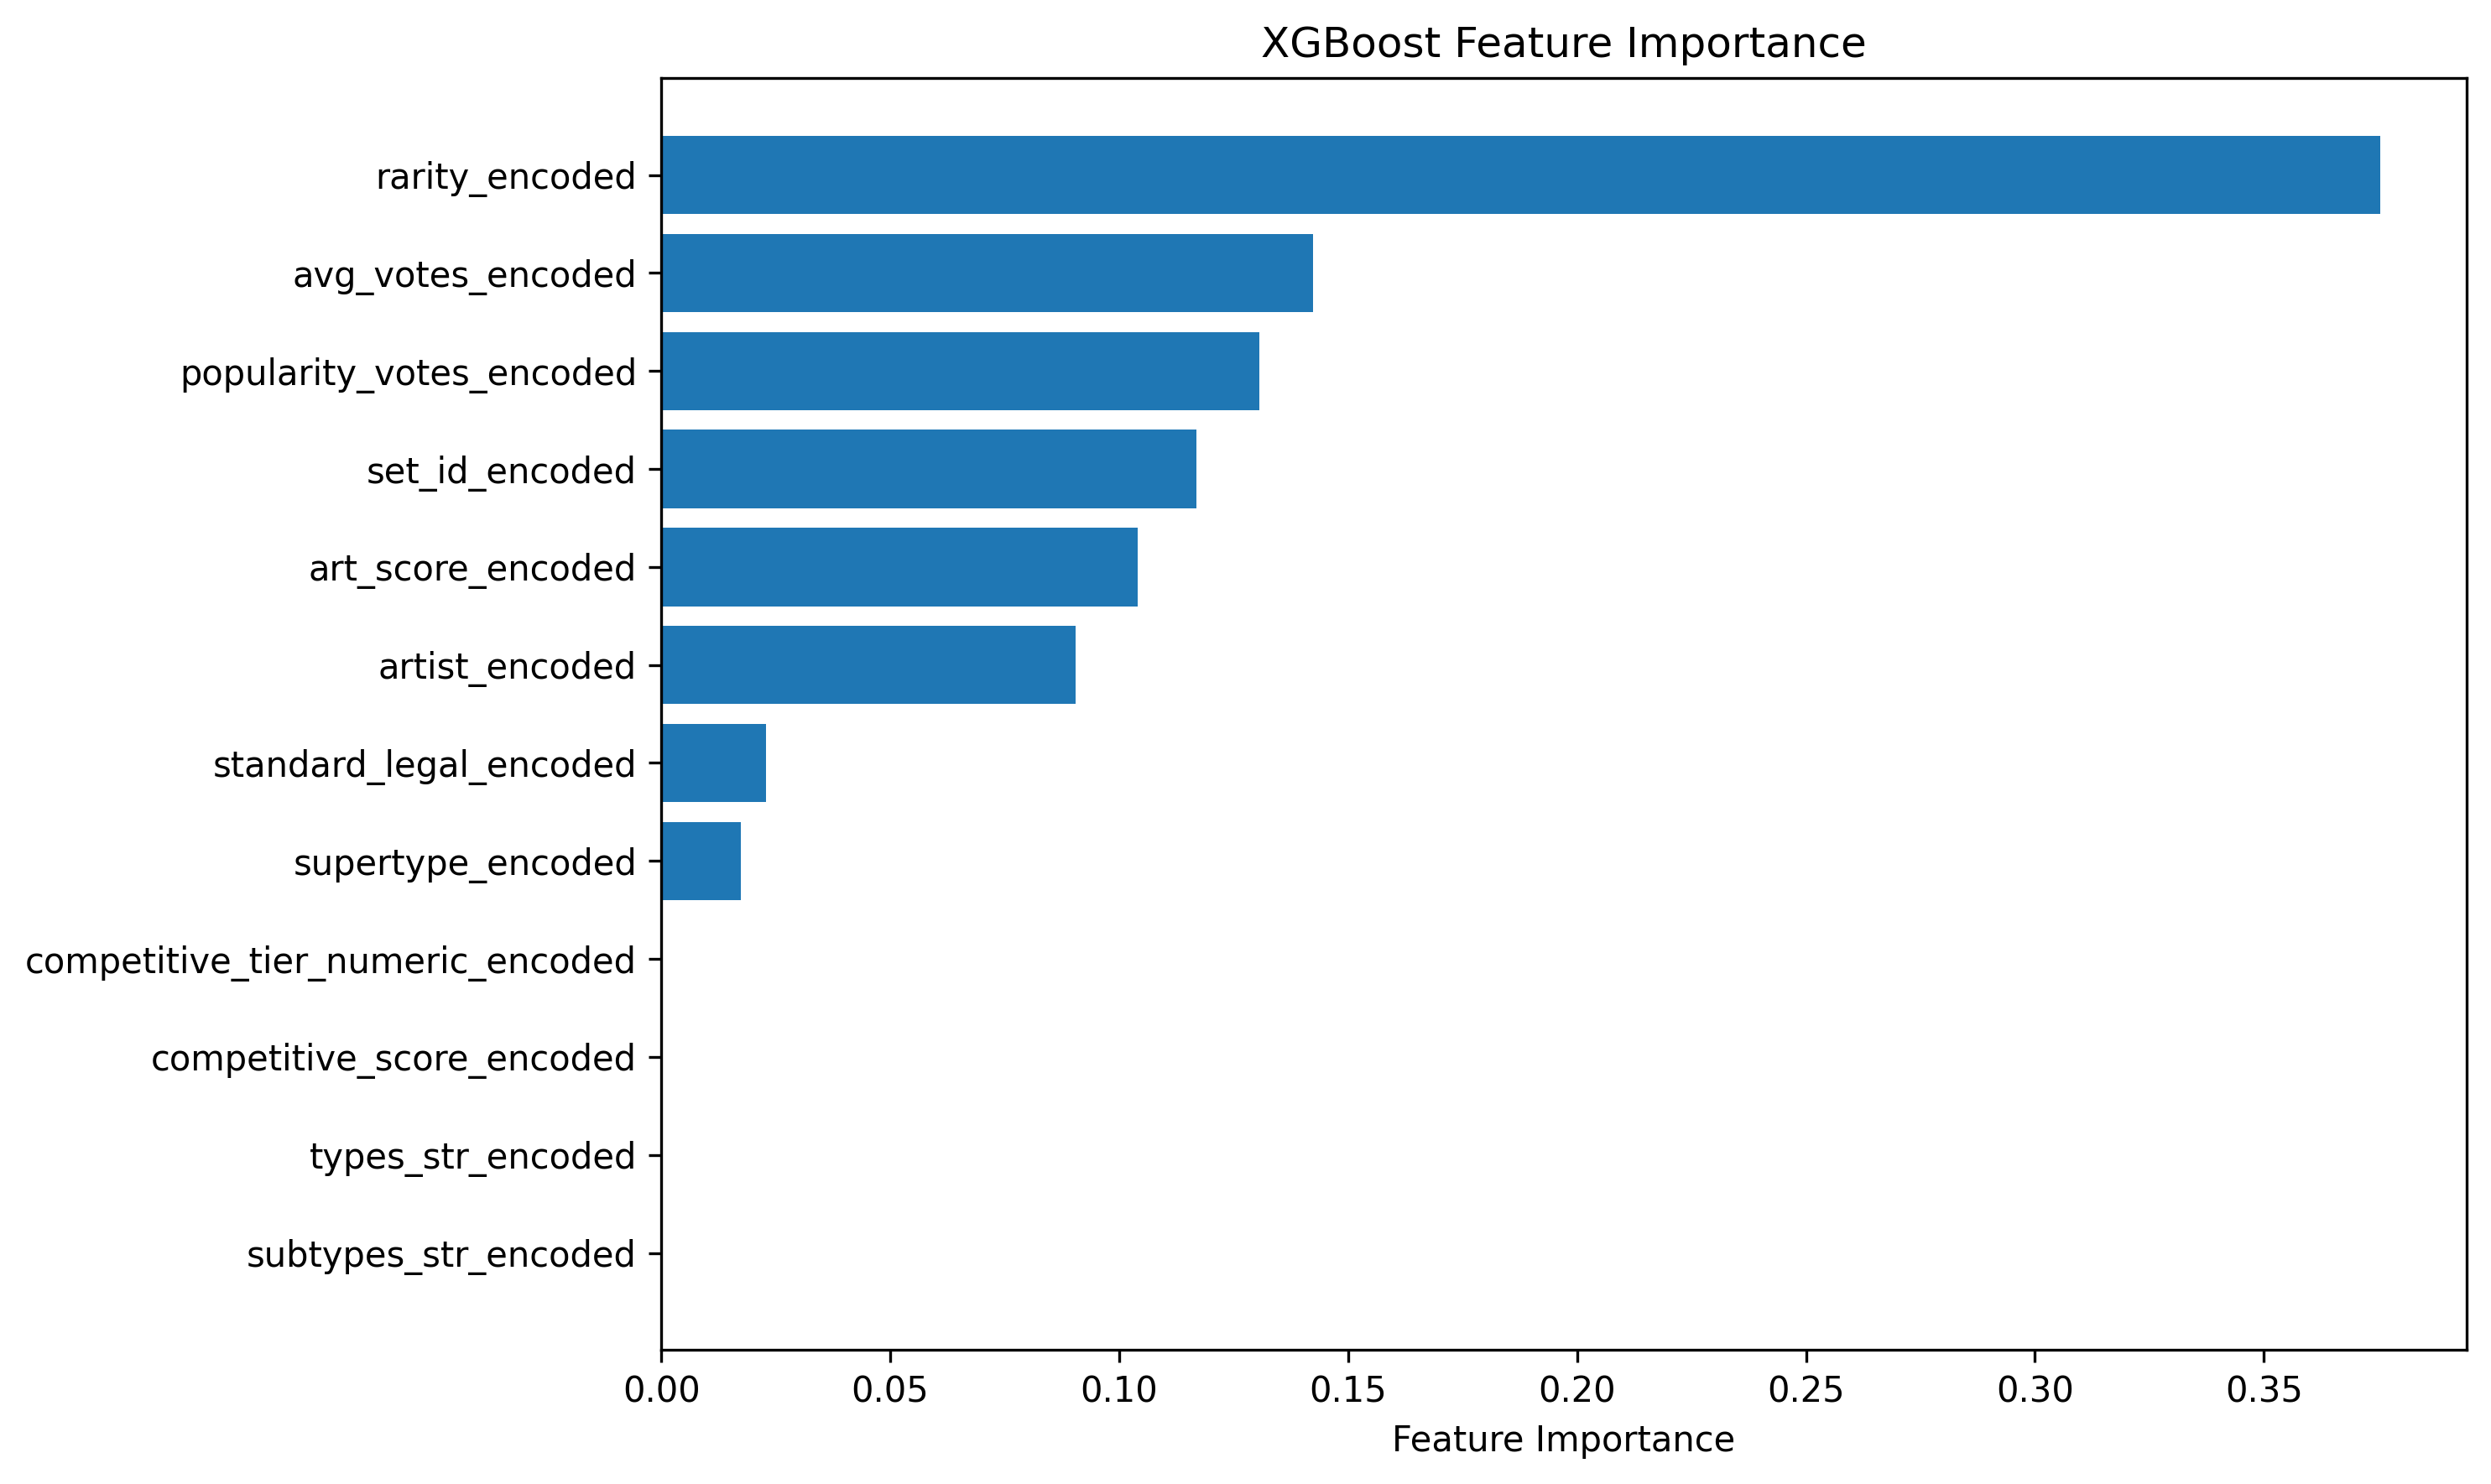 XGBoost Feature Importance
rarity_encoded
avg_votes_encoded
popularity_votes_encoded
set_id_encoded
art_score_encoded
artist_encoded
standard_legal_encoded
supertype_encoded
competitive_tier_numeric_encoded
competitive_score_encoded
types_str_encoded
subtypes_str_encoded
0.00 0.05 0.10 0.15 0.20 0.25 0.30 0.35
Feature Importance